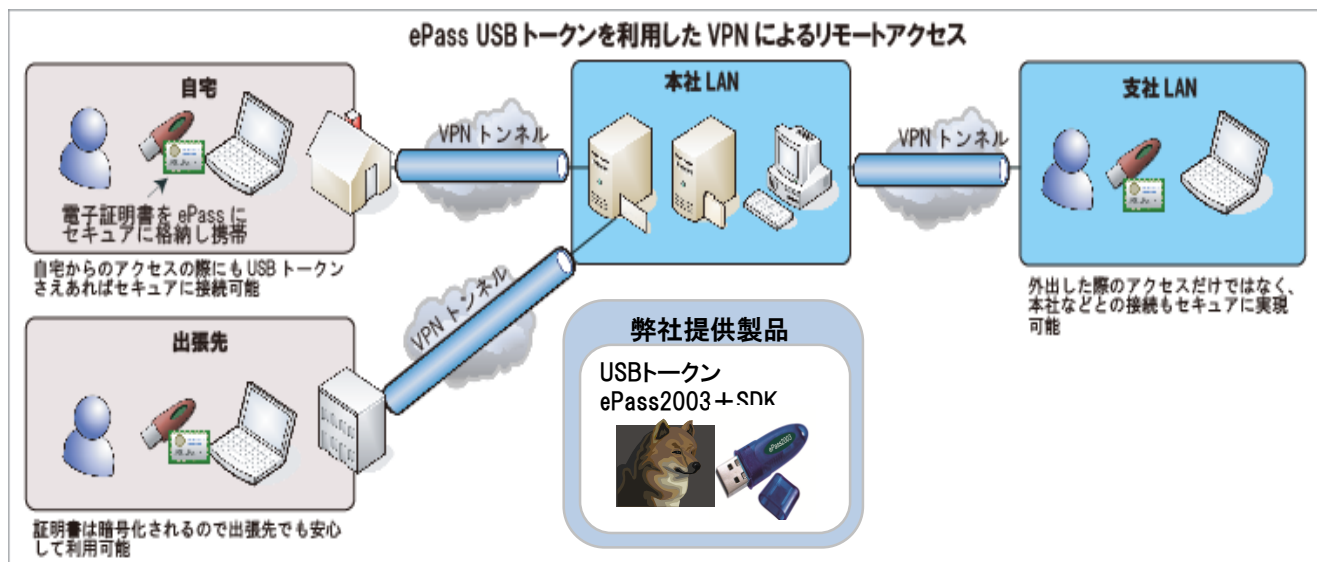 ePass USBトークンを利用した VPN によるリモートアクセス
自宅
電子証明書を ePass に
セキュアに格納し携帯
自宅からのアクセスの際にも USB トークン
さえあればセキュアに接続可能
VPN トンネル
本社 LAN
VPN トンネル
支社 LAN
外出した際のアクセスだけではなく、
本社などとの接続もセキュアに実現
可能
出張先
VPN トンネル
証明書は暗号化されるので出張先でも安心
して利用可能
弊社提供製品
USBトークン
ePass2003+SDK
ePass2003